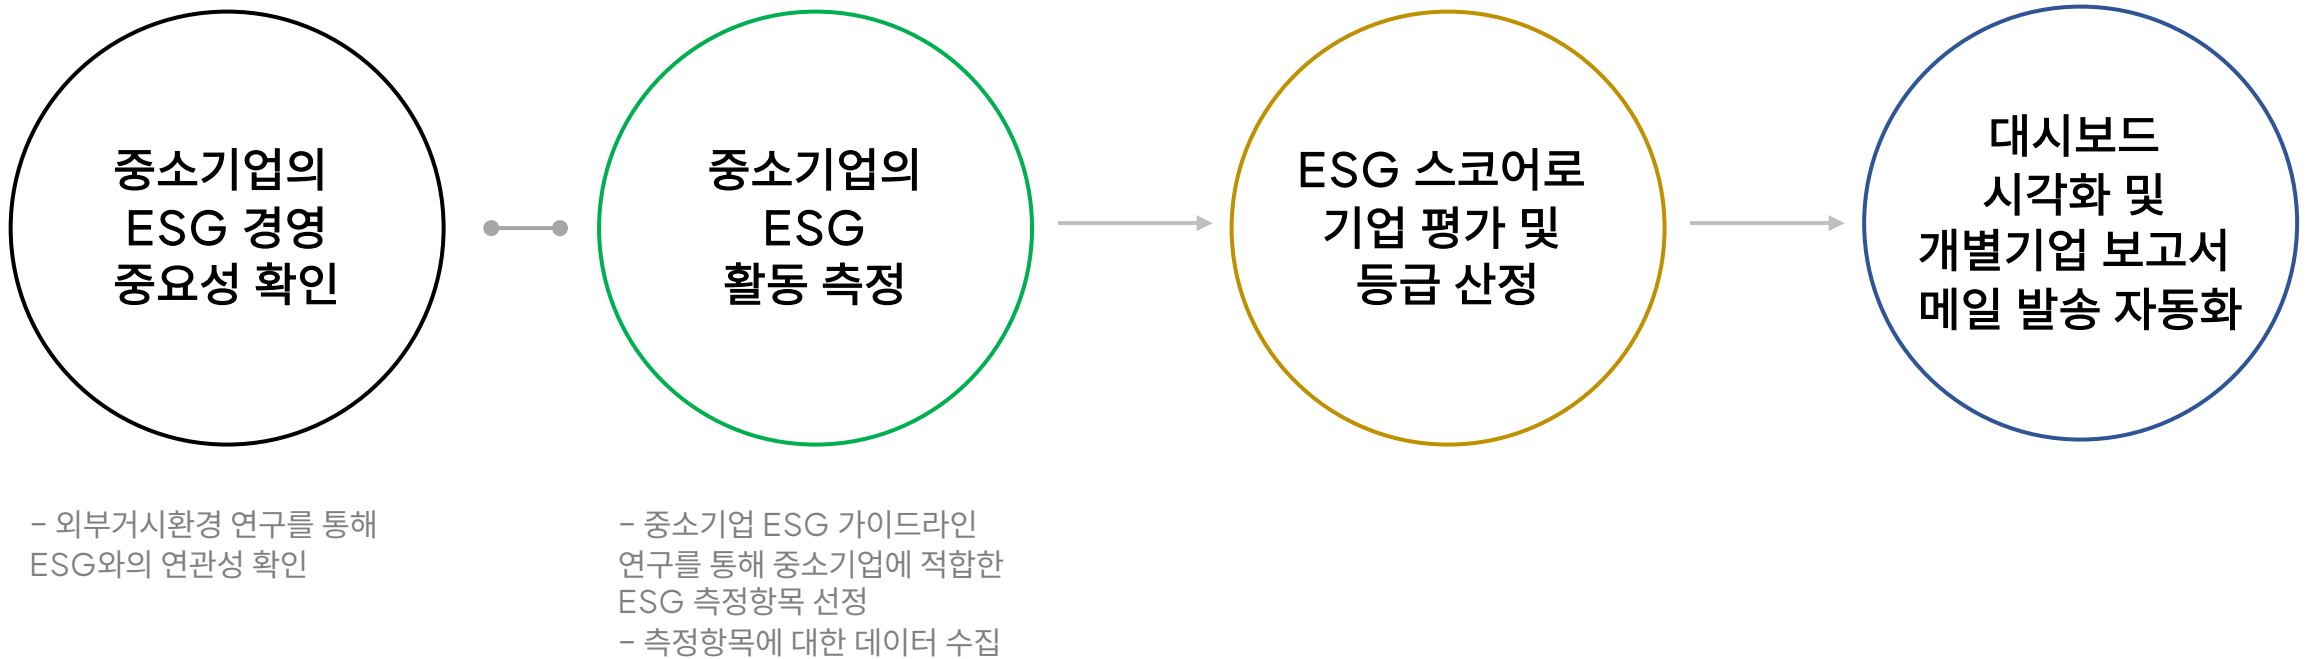 중소기업의
ESG 경영
중요성 확인
중소기업의
ESG
활동 측정
ESG 스코어로
기업 평가 및
등급 산정
대시보드
시각화 및
개별기업 보고서
메일 발송 자동화
- 외부거시환경 연구를 통해
ESG와의 연관성 확인
- 중소기업 ESG 가이드라인
연구를 통해 중소기업에 적합한
ESG 측정항목 선정
- 측정항목에 대한 데이터 수집